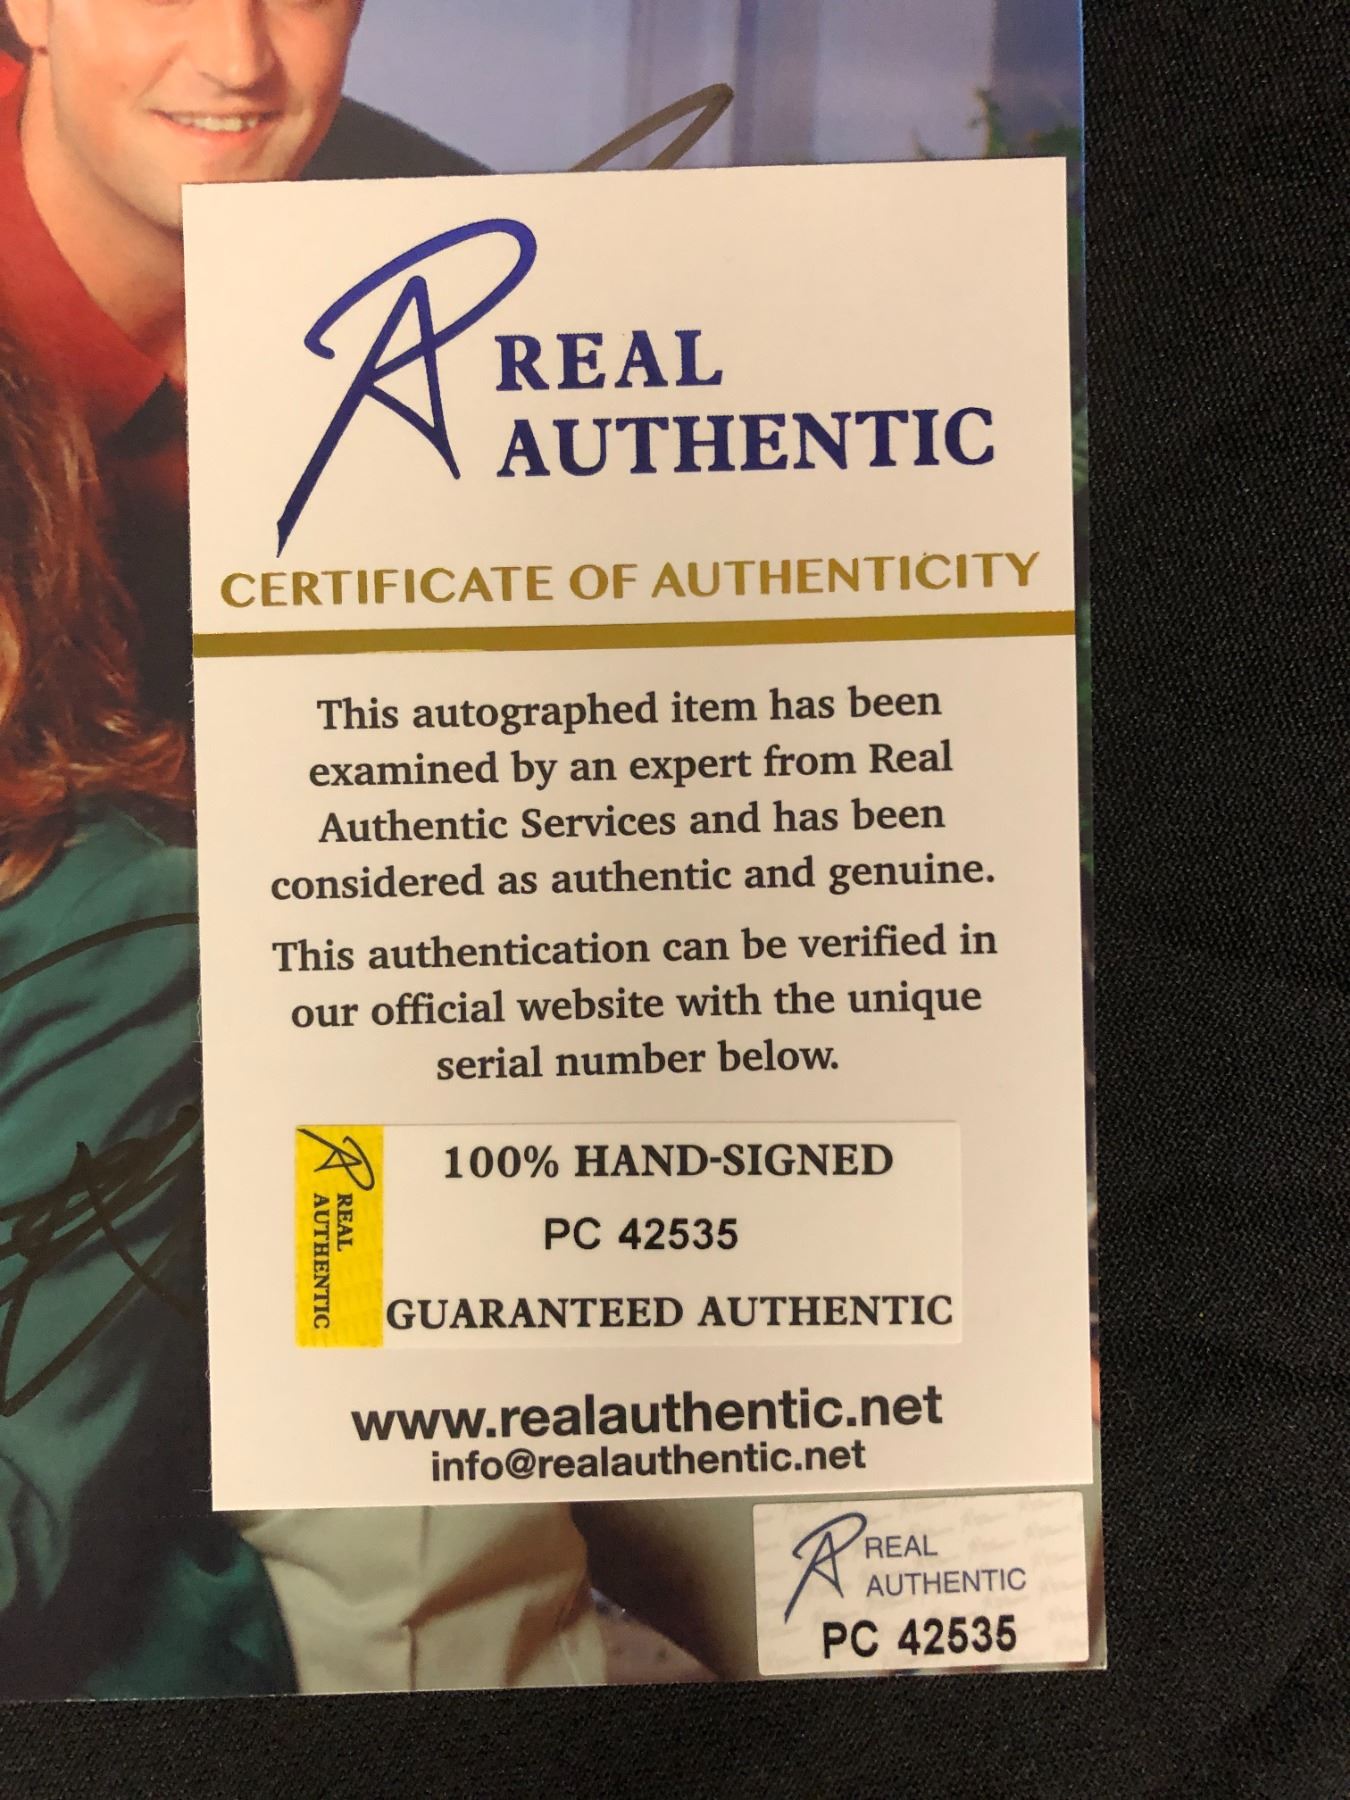 REAL
AUTHENTIC
CERTIFICATE OF AUTHENTICITY
This autographed item has been
examined by an expert from Real
Authentic Services and has been
considered as authentic and genuine.
This authentication can be verified in
our official website with the unique
serial number below.
REAL
AUTHENTIC
100% HAND-SIGNED
PC 42535
GUARANTEED AUTHENTIC
www.realauthentic.net
info@realauthentic.net
REAL
AUTHENTIC
PC 42535